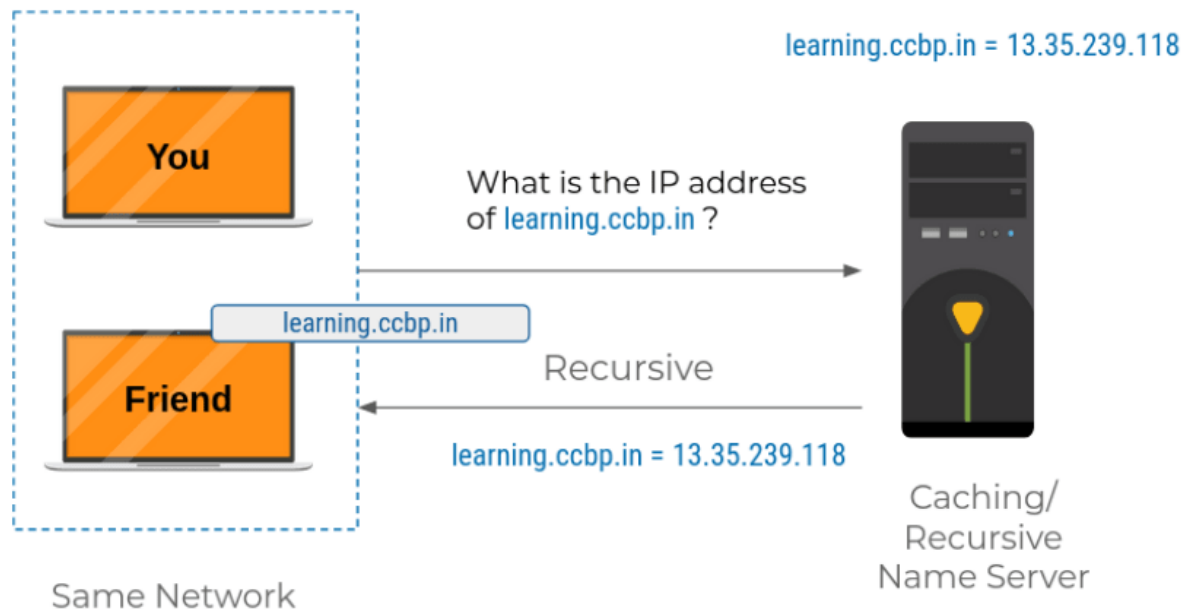 learning.ccbp.in = 13.35.239.118
You
What is the IP address
of learning.ccbp.in ?
learning.ccbp.in
Recursive
Friend
learning.ccbp.in = 13.35.239.118
Caching/
Recursive
Name Server
Same Network